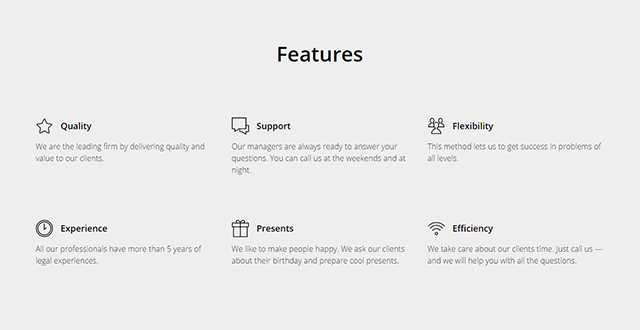 Features
Quality
We are the leading firm by delivering quality and
value to our clients.
Support
Our managers are always ready to answer your
questions. You can call us at the weekends and at
night.
Flexibility
This method lets us to get success in problems of
all levels.
Experience
All our professionals have more than 5 years of
legal experiences.
Presents
We like to make people happy. We ask our clients
about their birthday and prepare cool presents.
Efficiency
We take care about our clients time. Just call us —
and we will help you with all the questions.